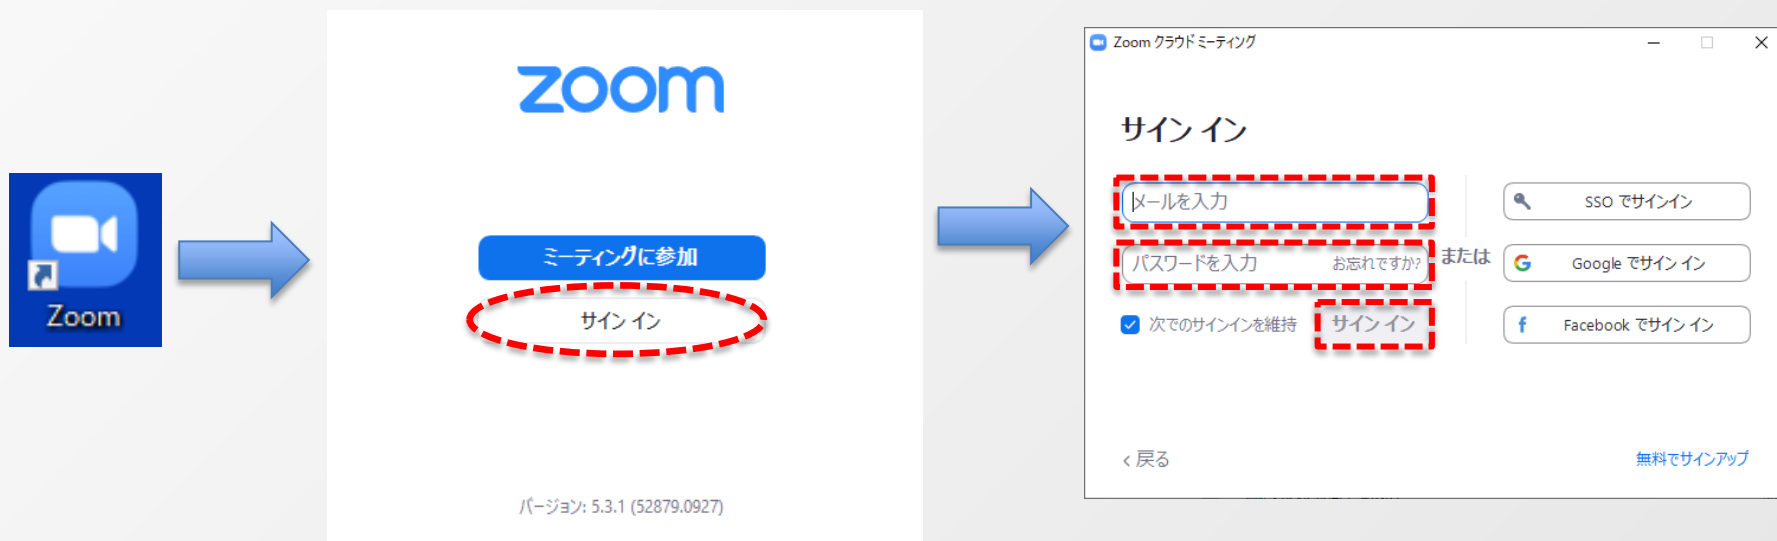 Zoom
zoom
ミーティングに参加
サイン イン
バージョン: 5.3.1 (52879.0927)
Zoom クラウド ミーティング
サイン イン
メールを入力
パスワードを入力 お忘れですか?
次でのサインインを維持 サイン イン
または
SSO でサインイン
Google でサイン イン
Facebook でサイン イン
< 戻る
無料でサインアップ